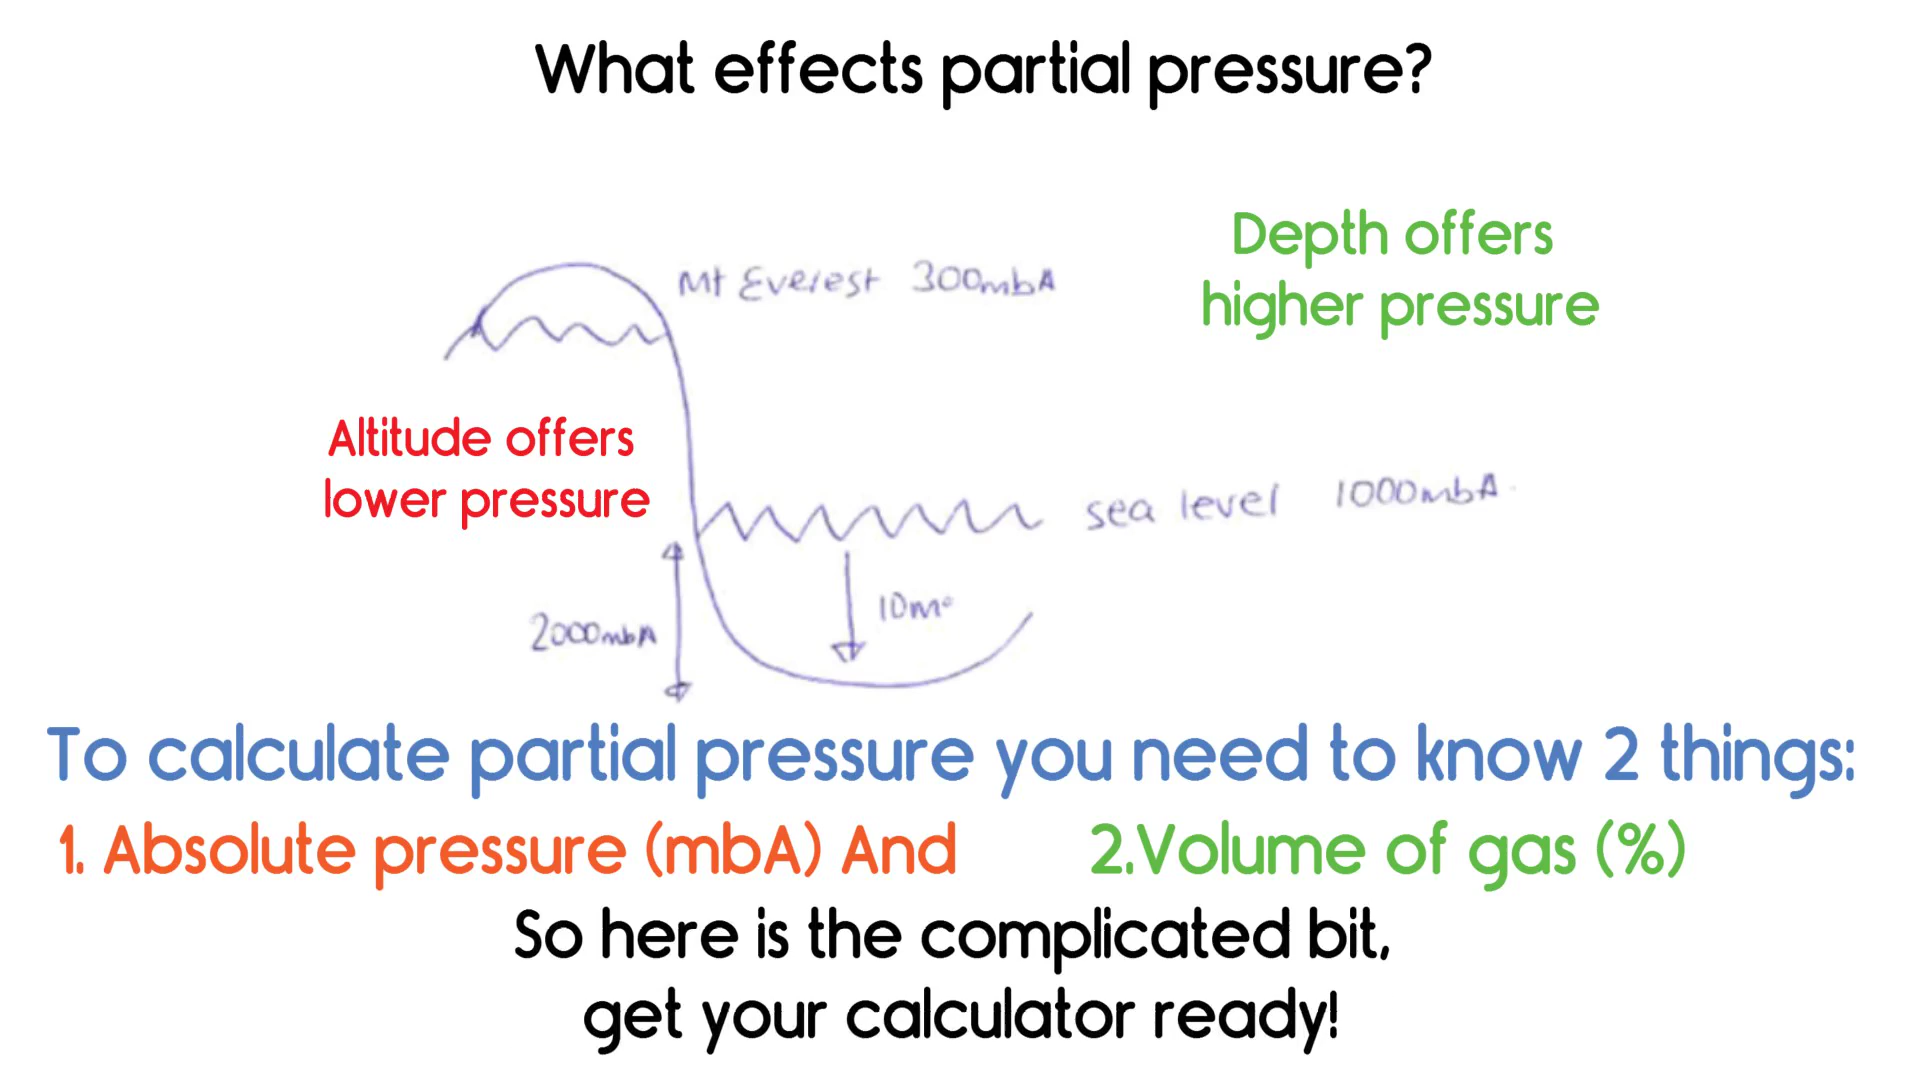 What effects partial pressure?
Depth offers
higher pressure
Mt Everest 300mbA
Altitude offers
lower pressure
sea level 1000mbA
10m
2000mbA
To calculate partial pressure you need to know 2 things:
1. Absolute pressure (mbA) And 2.Volume of gas (%)
So here is the complicated bit,
get your calculator ready!